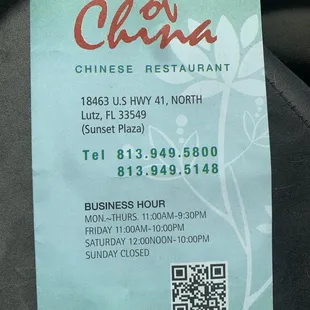 of
China
CHINESE RESTAURANT
18463 U.S HWY 41, NORTH
Lutz, FL 33549
(Sunset Plaza)
Tel 813.949.5800
813.949.5148
BUSINESS HOUR
MON.~THURS. 11:00AM-9:30PM
FRIDAY 11:00AM-10:00PM
SATURDAY 12:00NOON-10:00PM
SUNDAY CLOSED